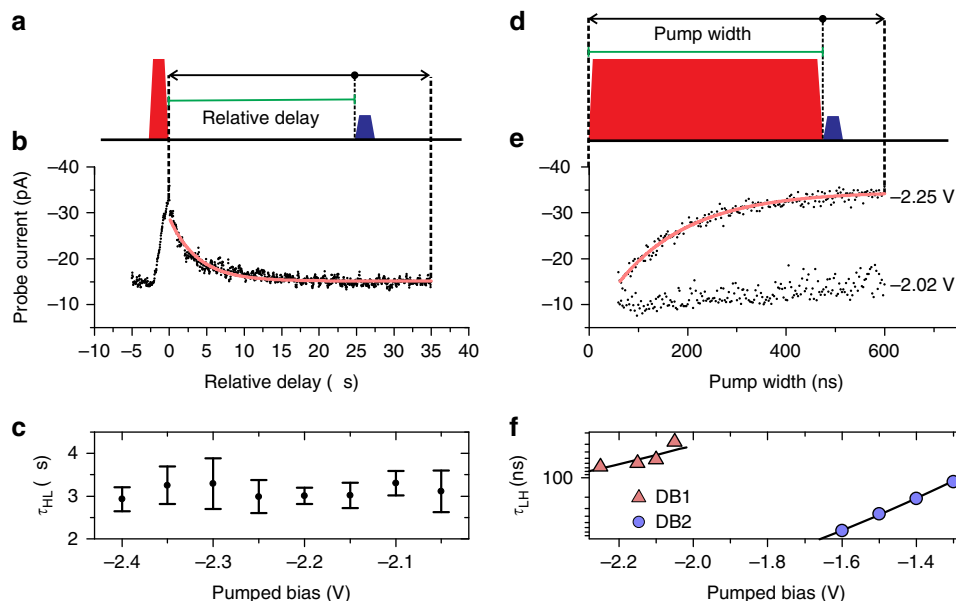 a
d
Pump width
Relative delay
b
e
Probe current (pA)
−40
−30
−20
−10
−10 −5 0 5 10 15 20 25 30 35 40
Relative delay ( s)
−40
−30
−20
−10
−2.25 V
−2.02 V
0 200 400 600
Pump width (ns)
c
τHL ( s)
4
3
2
−2.4 −2.3 −2.2 −2.1
Pumped bias (V)
f
τLH (ns)
100
DB1
DB2
−2.2 −2.0 −1.8 −1.6 −1.4
Pumped bias (V)